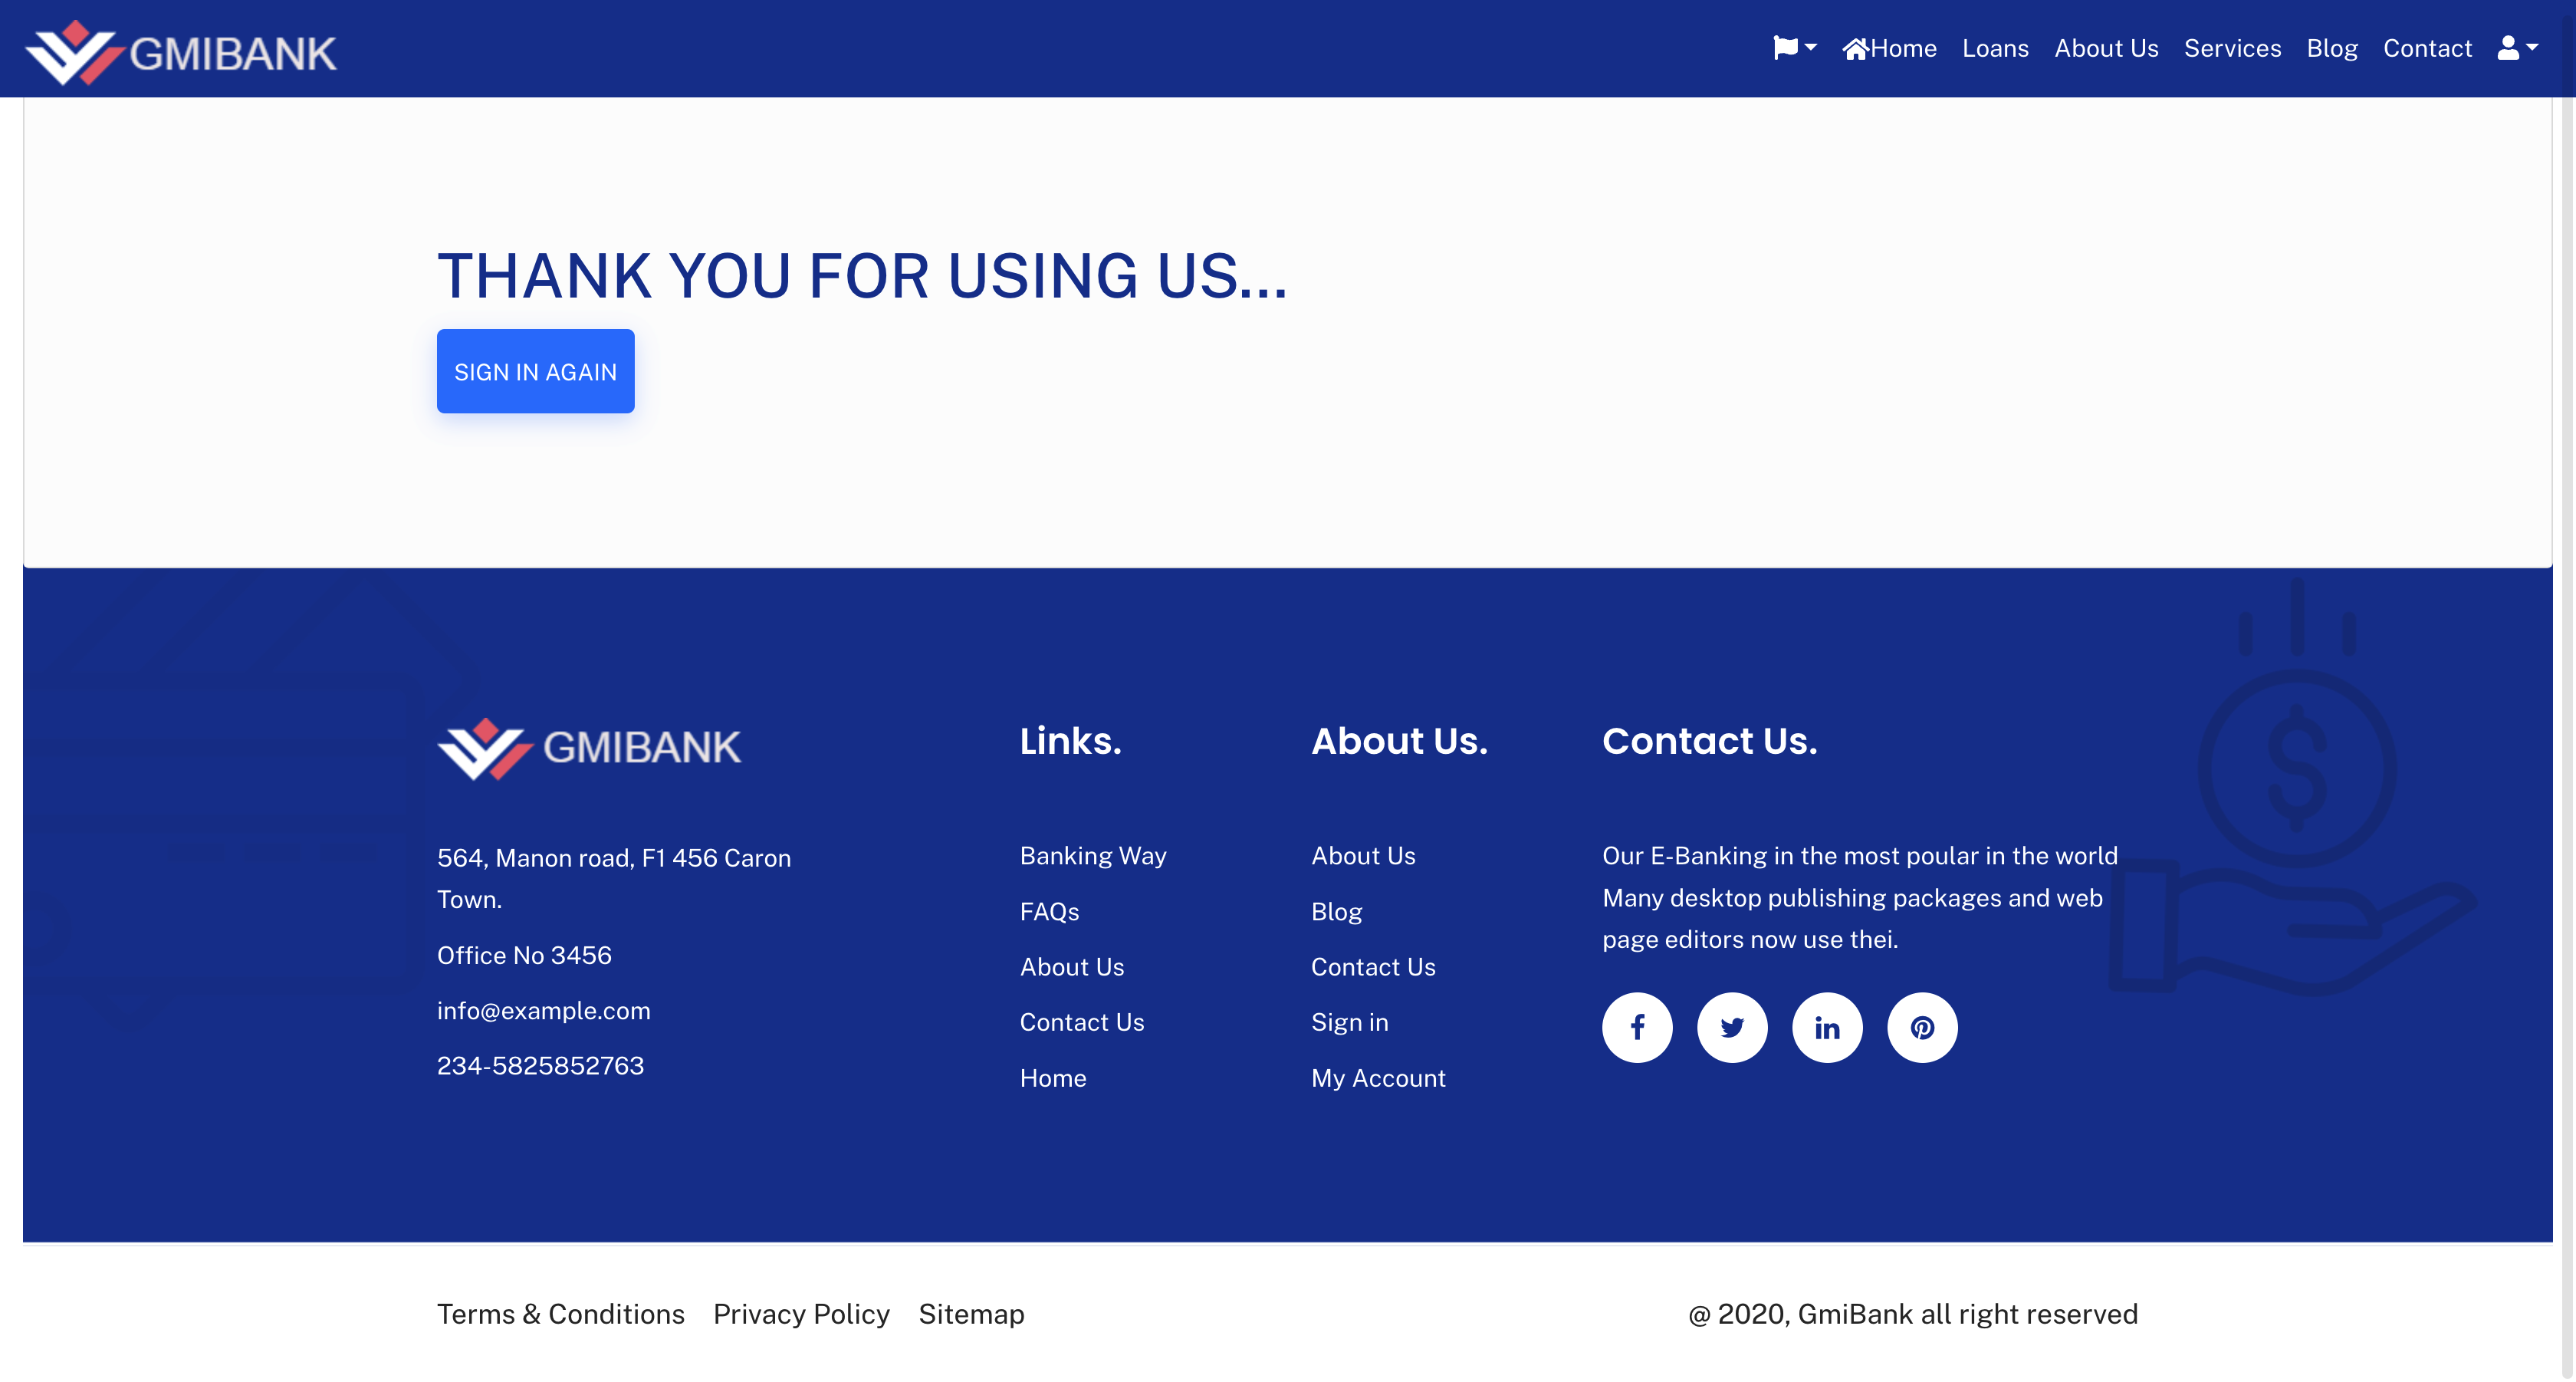 GMIBANK
Home Loans About Us Services Blog Contact
THANK YOU FOR USING US...
SIGN IN AGAIN
GMIBANK
564, Manon road, F1 456 Caron
Town.
Office No 3456
info@example.com
234-5825852763
Links.
Banking Way
FAQs
About Us
Contact Us
Home
About Us.
About Us
Blog
Contact Us
Sign in
My Account
Contact Us.
Our E-Banking in the most poular in the world
Many desktop publishing packages and web
page editors now use thei.
Terms & Conditions Privacy Policy Sitemap
@ 2020, GmiBank all right reserved